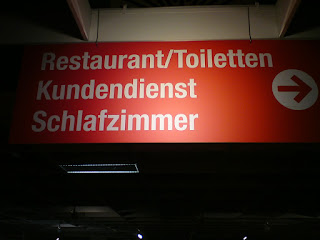 Restaurant/Toiletten
Kundendienst
Schlafzimmer